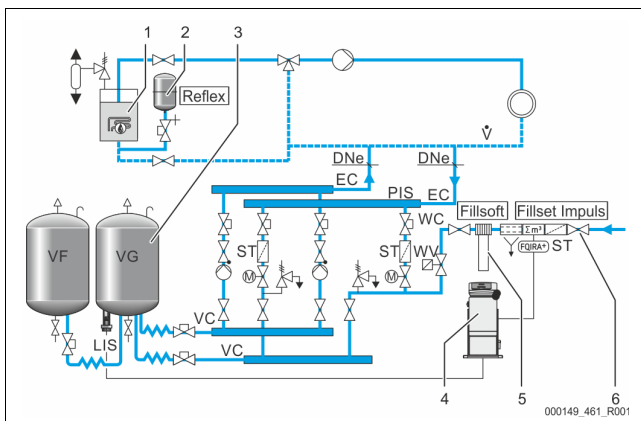 1 2 3
Reflex
V̇
DNe DNe
EC PIS EC
WC Fillsoft Fillset Impuls
Σm³
VF VG ST ST WV FQIRA+ ST
M M
LIS VC
VC
4 5 6
000149_461_R001